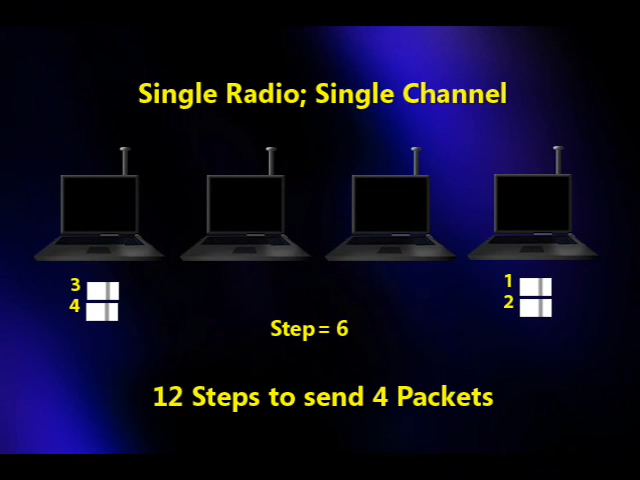 Single Radio; Single Channel
3
4
1
2
Step = 6
12 Steps to send 4 Packets